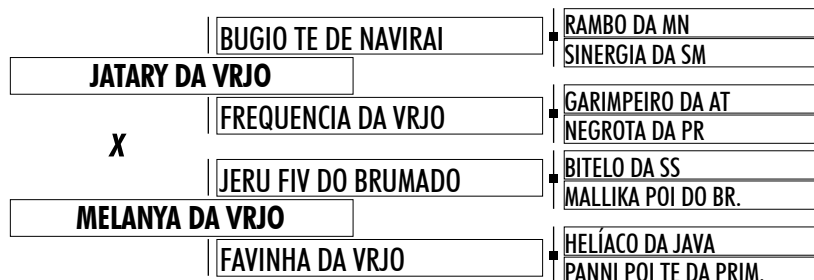 RAMBO DA MN
BUGIO TE DE NAVIRAI
SINERGIA DA SM
JATARY DA VRJO
GARIMPEIRO DA AT
FREQUENCIA DA VRJO
NEGROTA DA PR
X
BITELO DA SS
JERU FIV DO BRUMADO
MALLIKA POI DO BR.
MELANYA DA VRJO
HELÍACO DA JAVA
FAVINHA DA VRJO
PANNI POI TE DA PRIM.